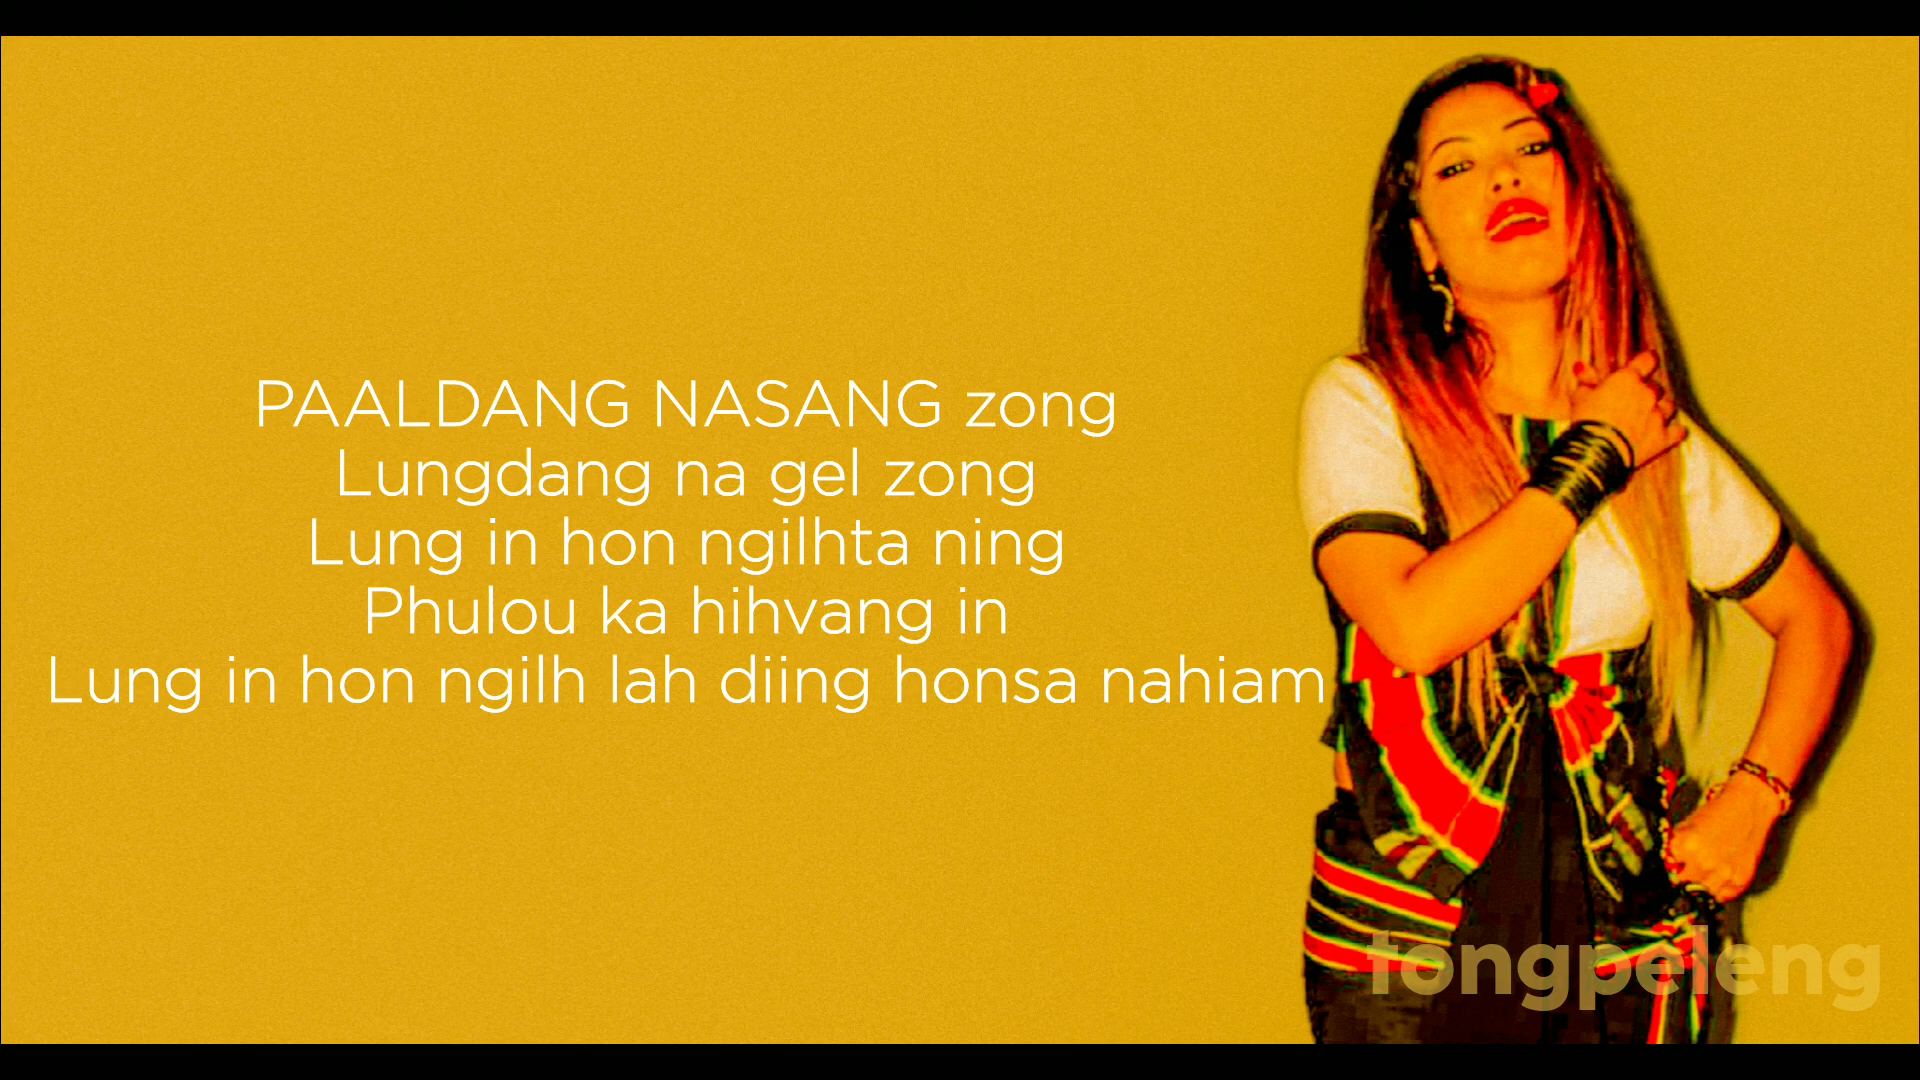 PAALDANG NASANG zong
Lungdang na gel zong
Lung in hon ngilhta ning
Phulou ka hihvang in
Lung in hon ngilh lah diing honsa nahiam
tongpeleng